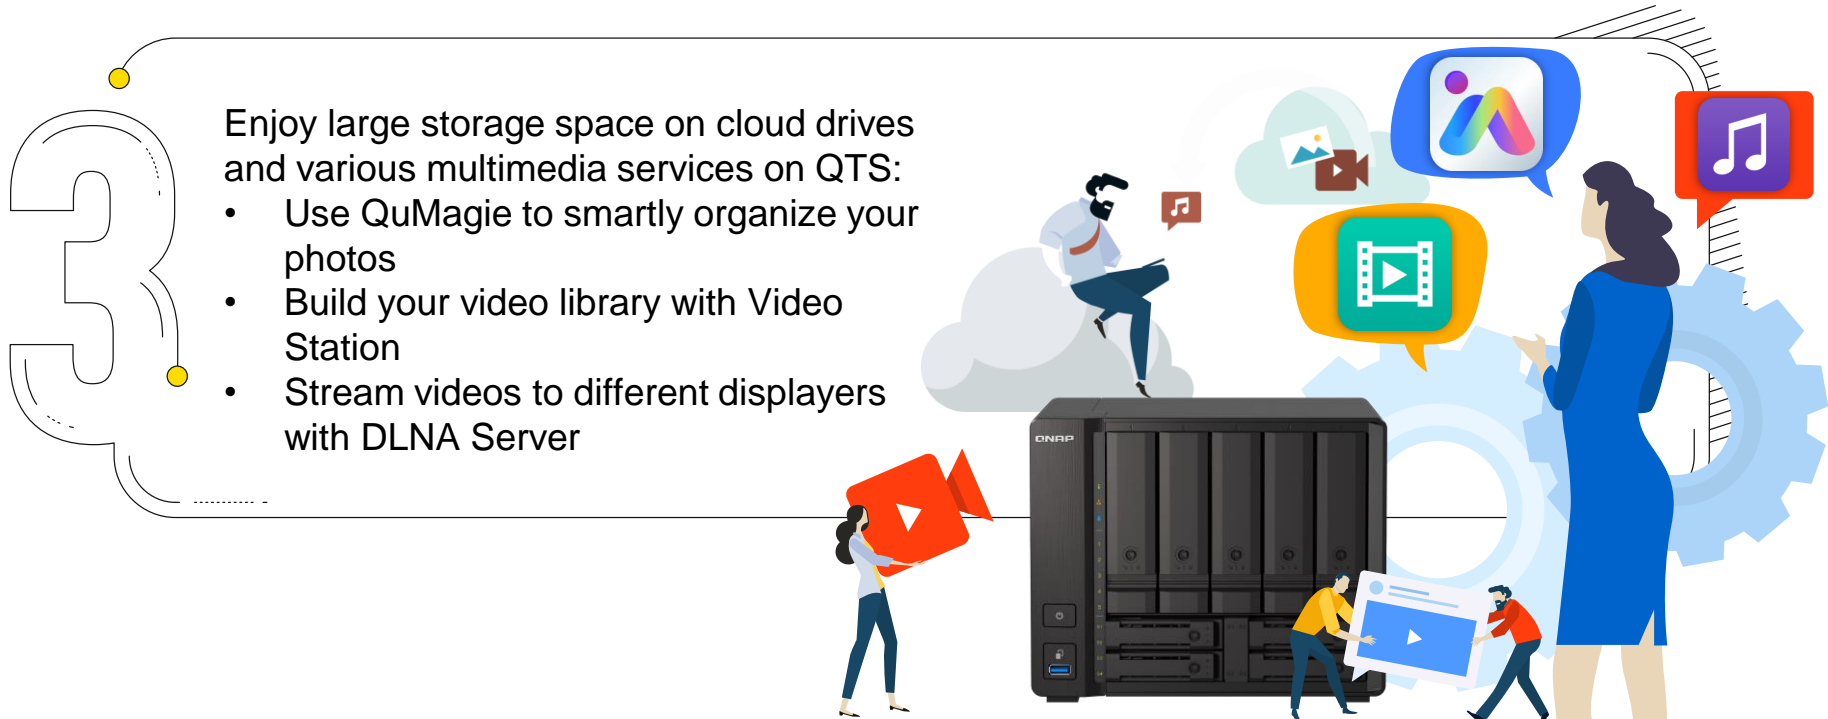 3
Enjoy large storage space on cloud drives
and various multimedia services on QTS:
• Use QuMagie to smartly organize your
photos
• Build your video library with Video
Station
• Stream videos to different displayers
with DLNA Server
QNAP